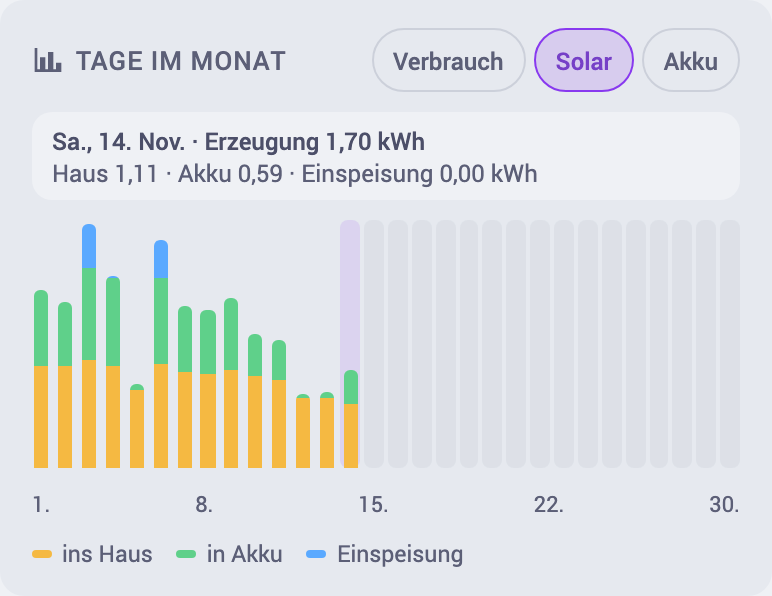 TAGE IM MONAT
Verbrauch
Solar
Akku
Sa., 14. Nov. · Erzeugung 1,70 kWh
Haus 1,11 · Akku 0,59 · Einspeisung 0,00 kWh
1. 8. 15. 22. 30.
ins Haus in Akku Einspeisung